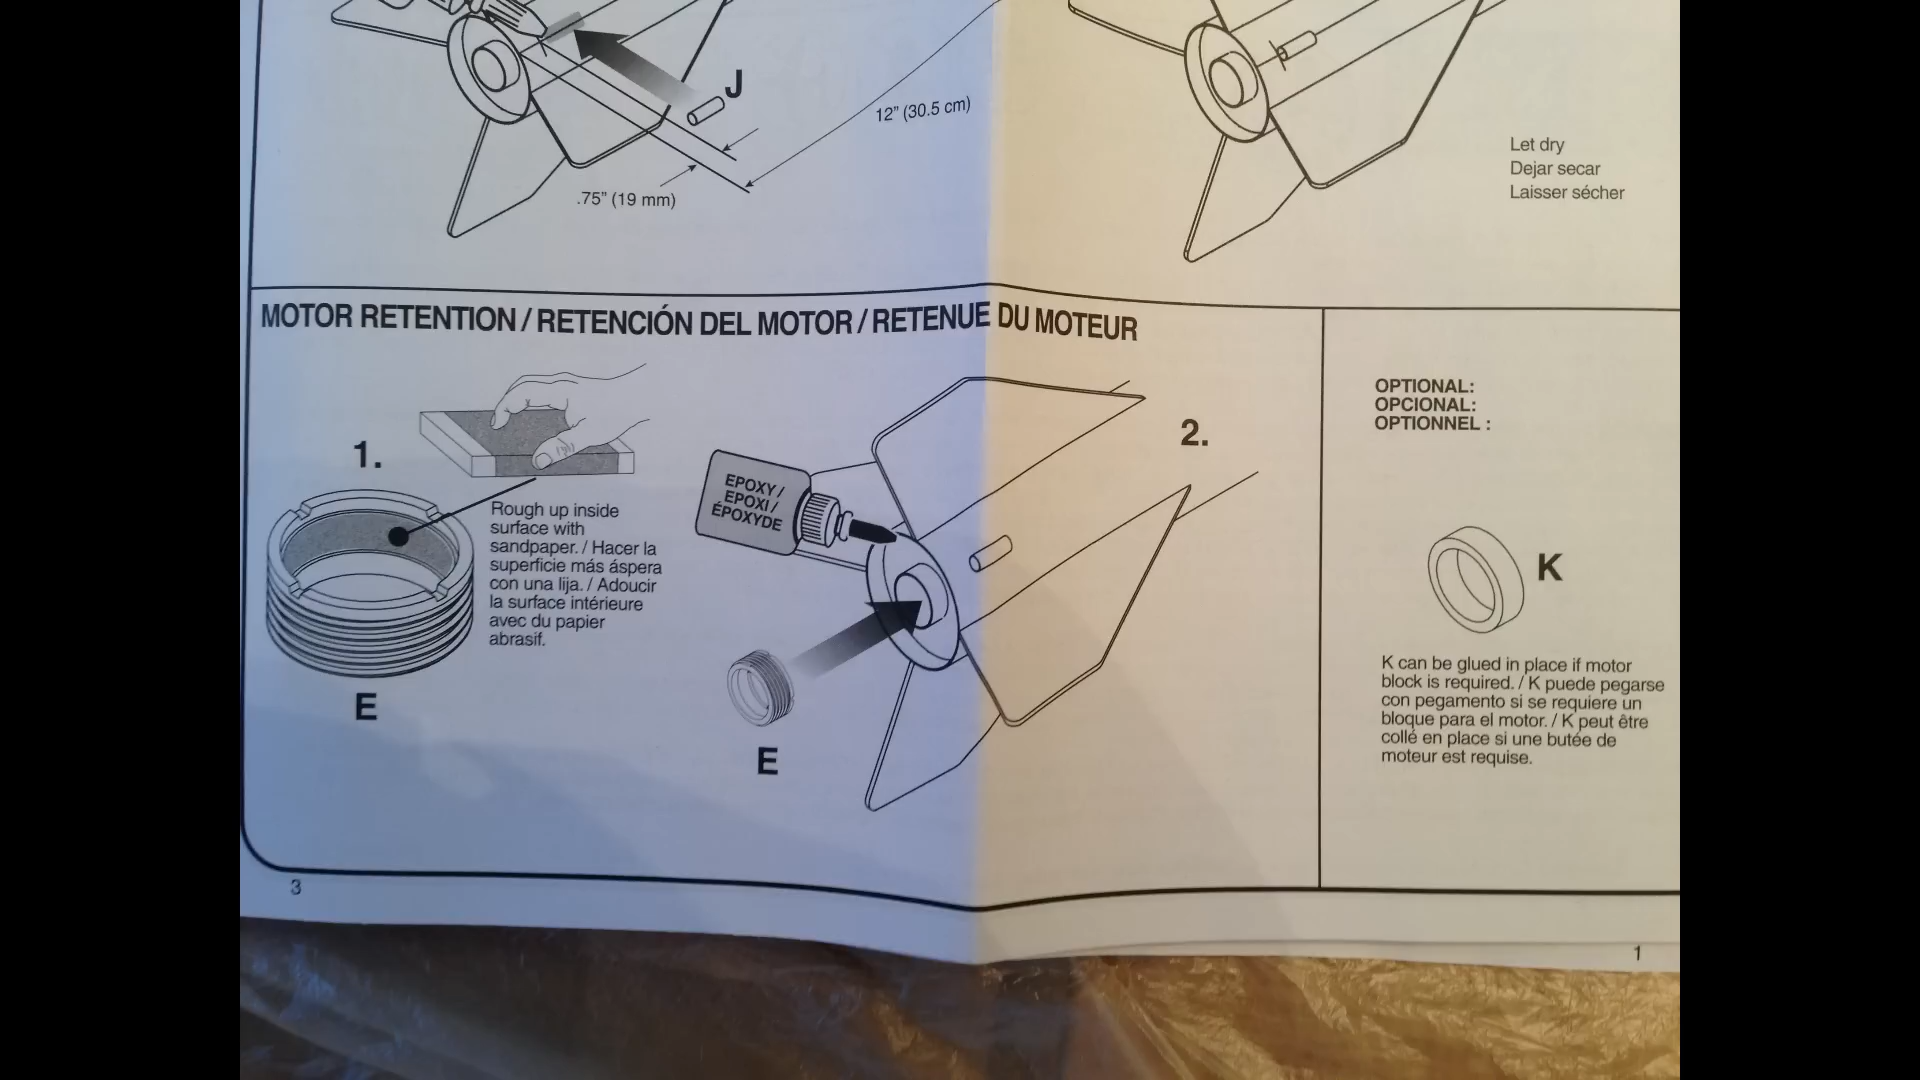 J
12” (30.5 cm)
.75” (19 mm)
Let dry
Dejar secar
Laisser sécher
MOTOR RETENTION / RETENCIÓN DEL MOTOR / RETENUE DU MOTEUR
1.
Rough up inside
surface with
sandpaper. / Hacer la
superficie más áspera
con una lija. / Adoucir
la surface intérieure
avec du papier
abrasif.
E
2.
EPOXY /
EPOXI /
ÉPOXYDE
E
OPTIONAL:
OPCIONAL:
OPTIONNEL :
K
K can be glued in place if motor
block is required. / K puede pegarse
con pegamento si se requiere un
bloque para el motor. / K peut être
collé en place si une butée de
moteur est requise.
3
1